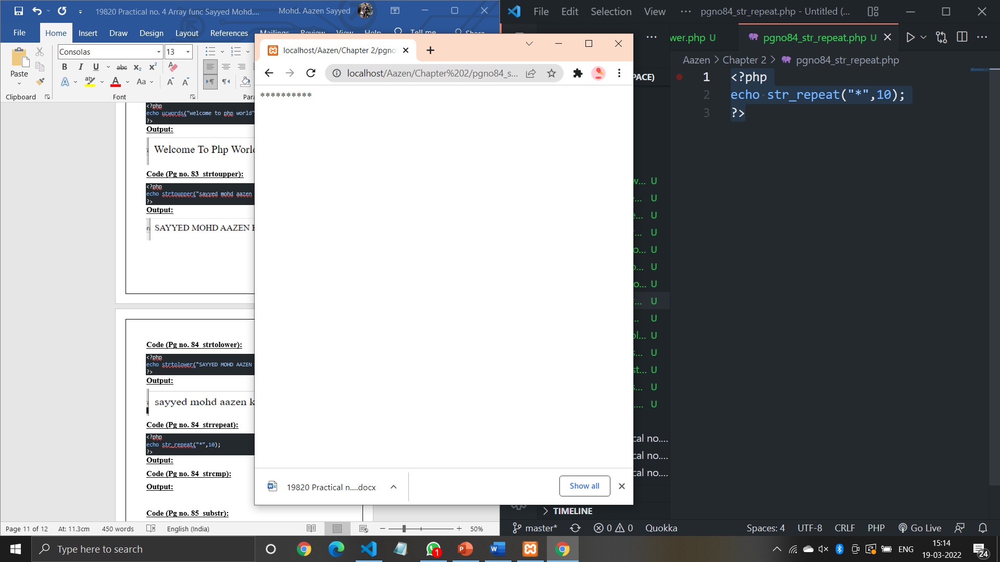 19820 Practical no. 4 Array func Sayyed Mohd....
Mohd. Aazen Sayyed
File Home Insert Draw Design Layout References Mailings Review View Help Tell me Share
Paste
Clipboard
Consolas 13
Font
<?php
echo ucwords("welcome to php world"
?>
Output:
Welcome To Php World
Code (Pg no. 83 strtoupper):
<?php
echo strtoupper("sayyed mohd aazen
?>
Output:
SAYYED MOHD AAZEN
Code (Pg no. 84 strtolower):
<?php
echo strtolower("SAYYED MOHD AAZEN
?>
Output:
sayyed mohd aazen k
Code (Pg no. 84 strrepeat):
<?php
echo str_repeat("*",10);
?>
Output:
Code (Pg no. 84 strcmp):
Output:
Code (Pg no. 85 substr):
Page 11 of 12 At: 11.3cm 450 words English (India) 50%
localhost/Aazen/Chapter 2/pgno
localhost/Aazen/Chapter%202/pgno84_s...
**********
19820 Practical n....docx
Show all
File Edit Selection View ... pgno84_str_repeat.php - Untitled (...
wer.php U pgno84_str_repeat.php U
Aazen > Chapter 2 > pgno84_str_repeat.php
PACE)
1 <?php
2 echo str_repeat("*",10);
3 ?>
w... U
... U
e... U
... U
o... U
o... U
o... U
... U
... U
ol... U
s... U
st... U
s... U
.... U
cal no....
cal no....
cal no....
TIMELINE
master* 0 0 Quokka Spaces: 4 UTF-8 CRLF PHP Go Live
Type here to search
1
ENG
15:14
19-03-2022
24